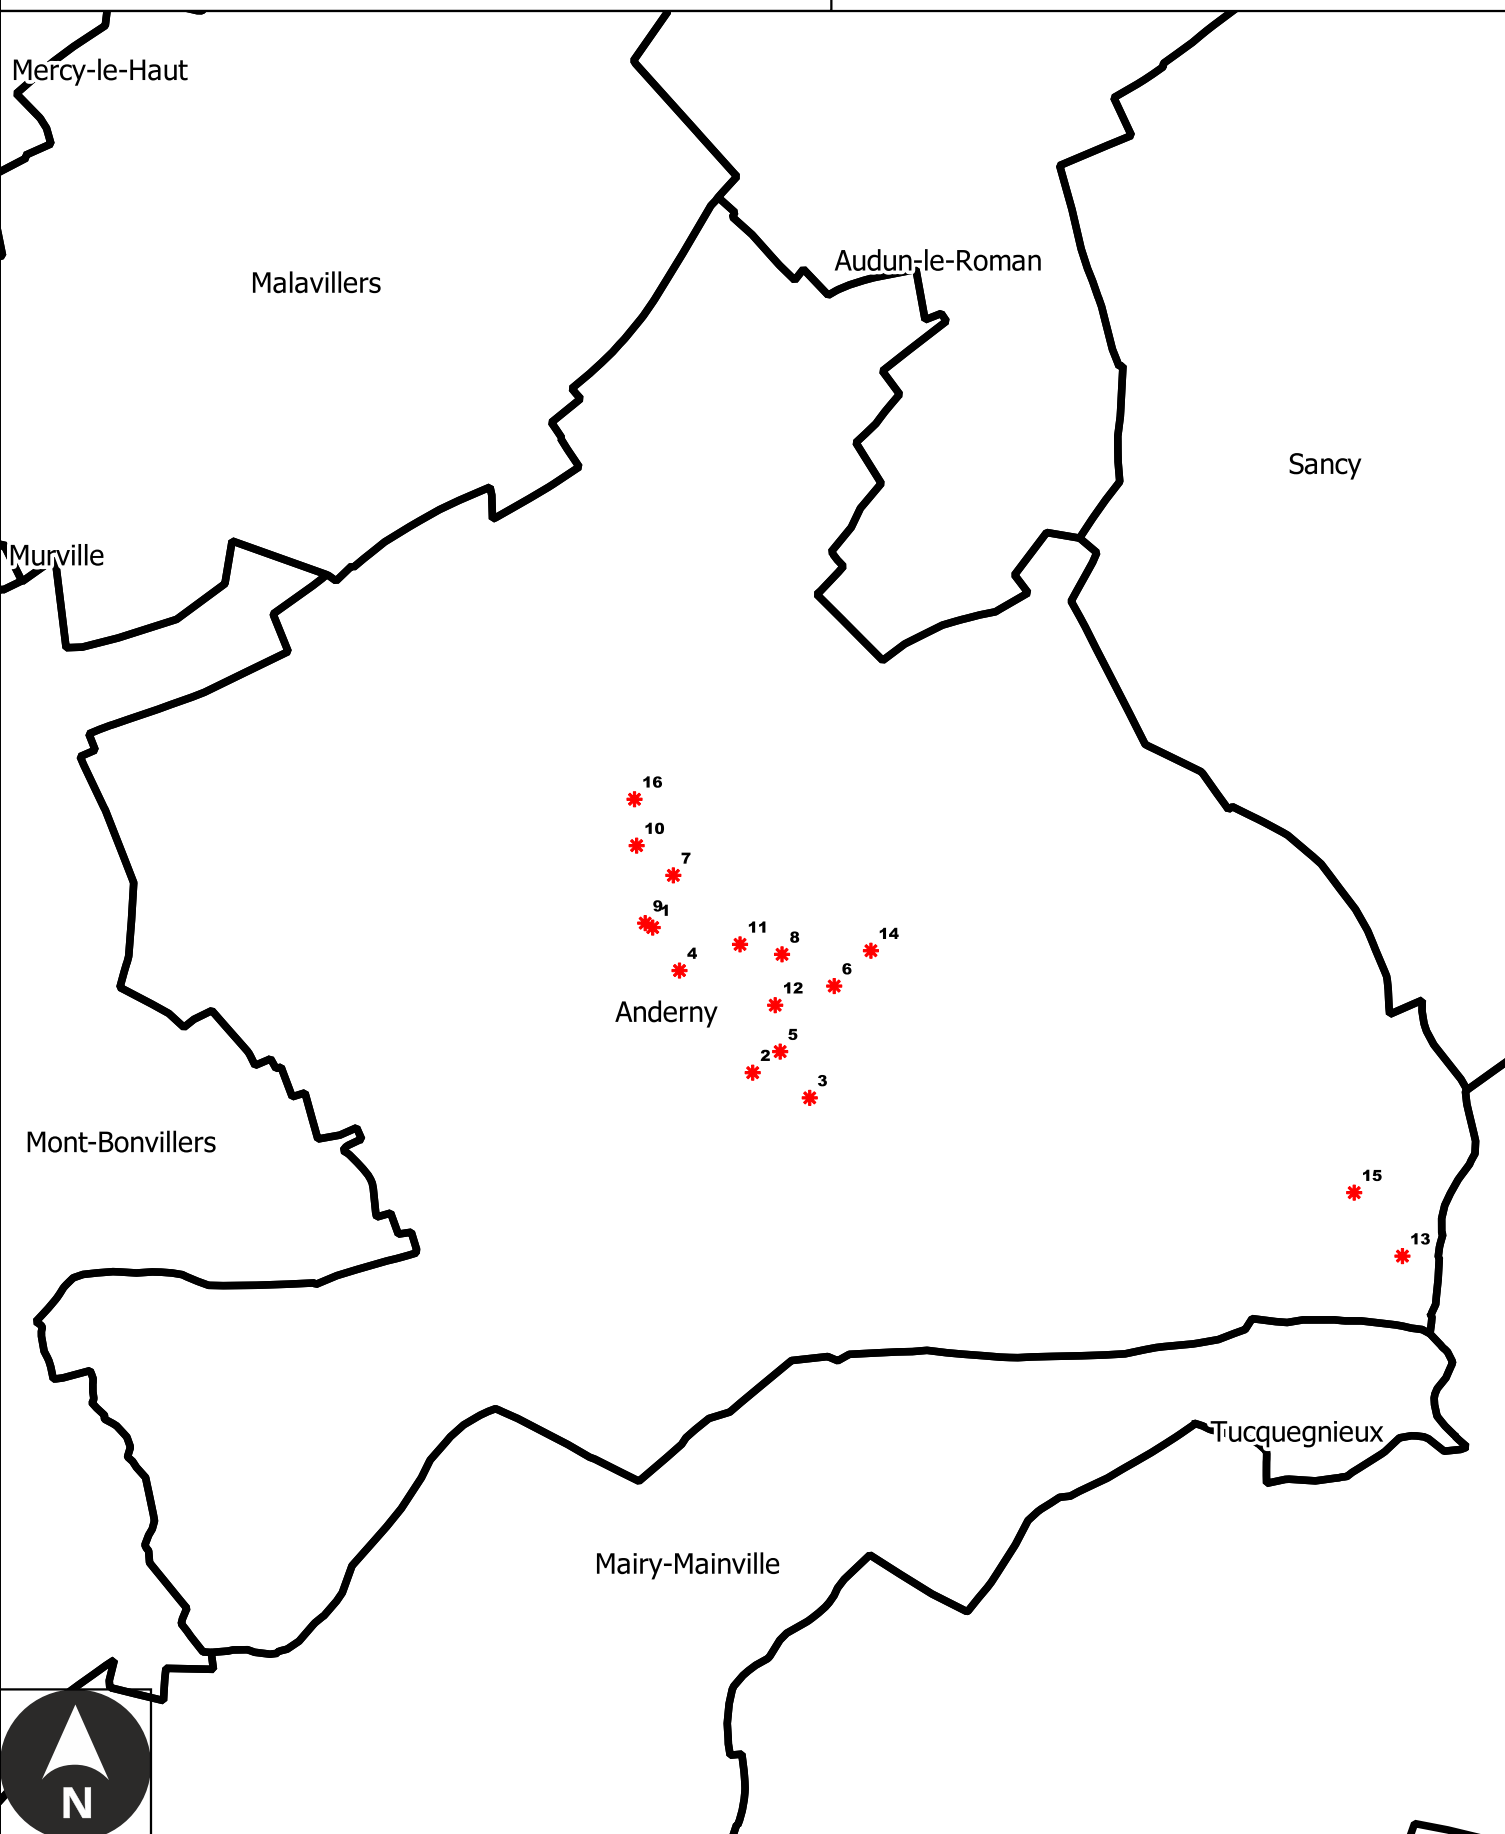 Mercy-le-Haut
Audun-le-Roman
Malavillers
Sancy
Murville
16
10
7
9
1
11
14
8
4
6
12
Anderny
5
2
3
Mont-Bonvillers
15
13
Tucquegnieux
Mairy-Mainville
N